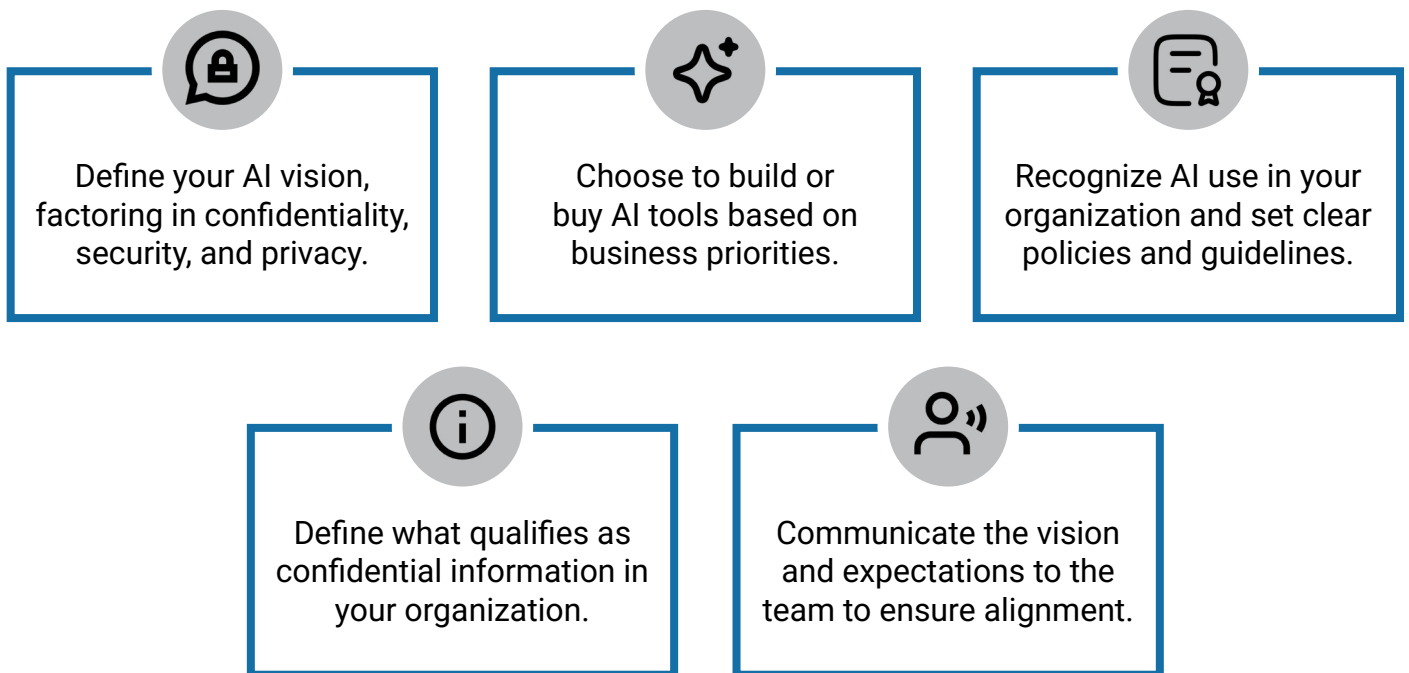 Define your AI vision,
factoring in confidentiality,
security, and privacy.
Choose to build or
buy AI tools based on
business priorities.
Recognize AI use in your
organization and set clear
policies and guidelines.
Define what qualifies as
confidential information in
your organization.
Communicate the vision
and expectations to the
team to ensure alignment.